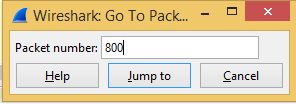 Wireshark: Go To Pack...
Packet number: 800
Help Jump to Cancel